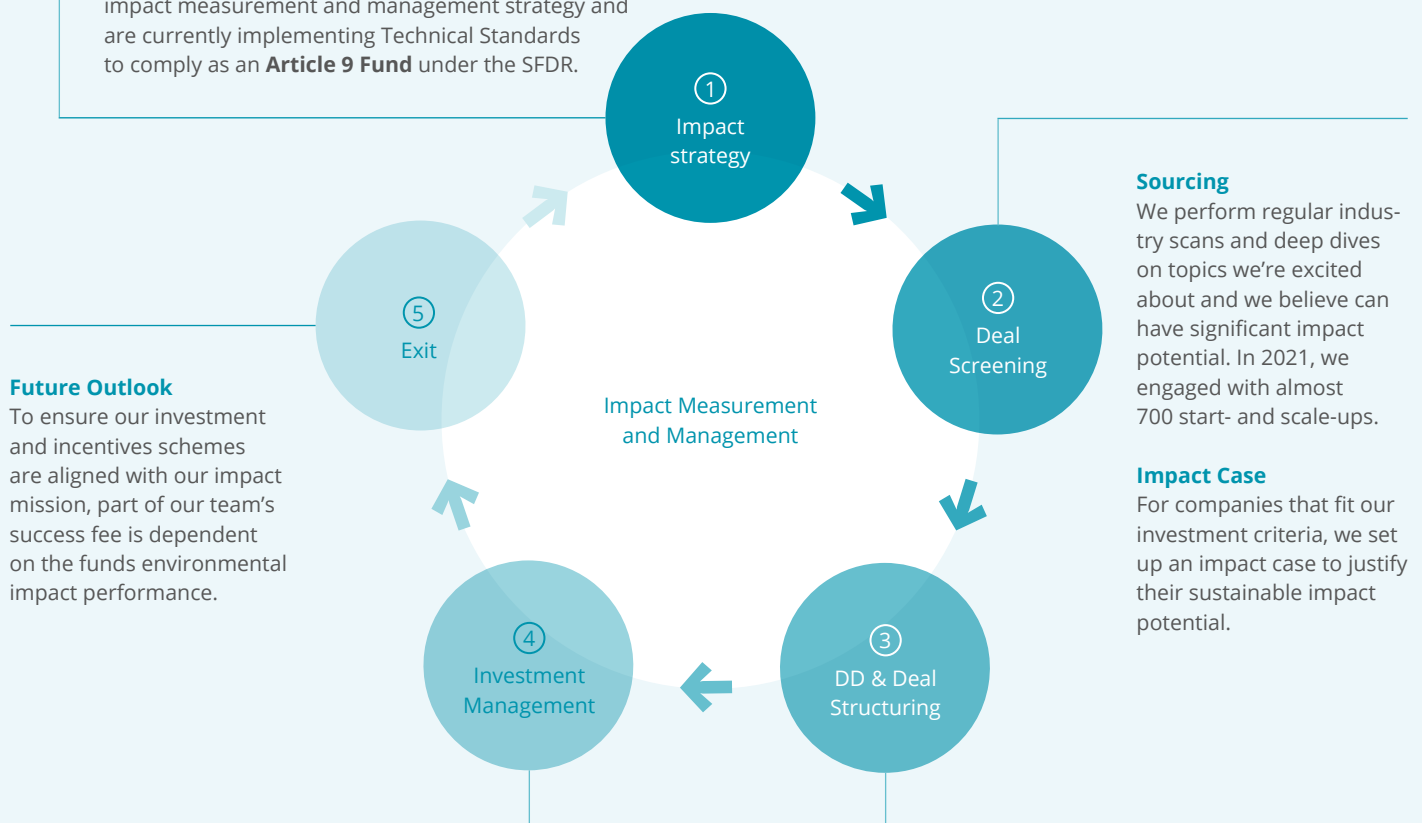 impact measurement and management strategy and
are currently implementing Technical Standards
to comply as an Article 9 Fund under the SFDR.
1
Impact
strategy
Sourcing
We perform regular indus-
try scans and deep dives
on topics we're excited
about and we believe can
have significant impact
potential. In 2021, we
engaged with almost
700 start- and scale-ups.
Impact Case
For companies that fit our
investment criteria, we set
up an impact case to justify
their sustainable impact
potential.
2
Deal
Screening
5
Exit
Impact Measurement
and Management
Future Outlook
To ensure our investment
and incentives schemes
are aligned with our impact
mission, part of our team's
success fee is dependent
on the funds environmental
impact performance.
4
Investment
Management
3
DD & Deal
Structuring